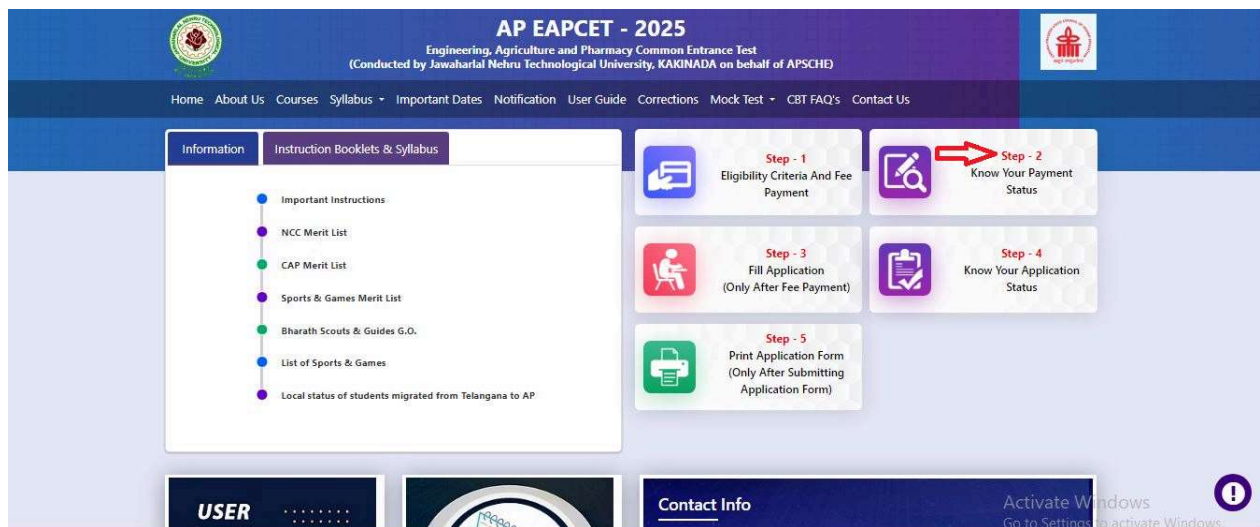 AP EAPCET - 2025
Engineering, Agriculture and Pharmacy Common Entrance Test
(Conducted by Jawaharlal Nehru Technological University, KAKINADA on behalf of APSCHE)
Home About Us Courses Syllabus Important Dates Notification User Guide Corrections Mock Test CBT FAQ's Contact Us
Information Instruction Booklets & Syllabus
Important Instructions
NCC Merit List
CAP Merit List
Sports & Games Merit List
Bharath Scouts & Guides G.O.
List of Sports & Games
Local status of students migrated from Telangana to AP
Step - 1
Eligibility Criteria And Fee
Payment
Step - 2
Know Your Payment
Status
Step - 3
Fill Application
(Only After Fee Payment)
Step - 4
Know Your Application
Status
Step - 5
Print Application Form
(Only After Submitting
Application Form)
USER
Contact Info
Activate Windows
Go to Settings to activate Windows.